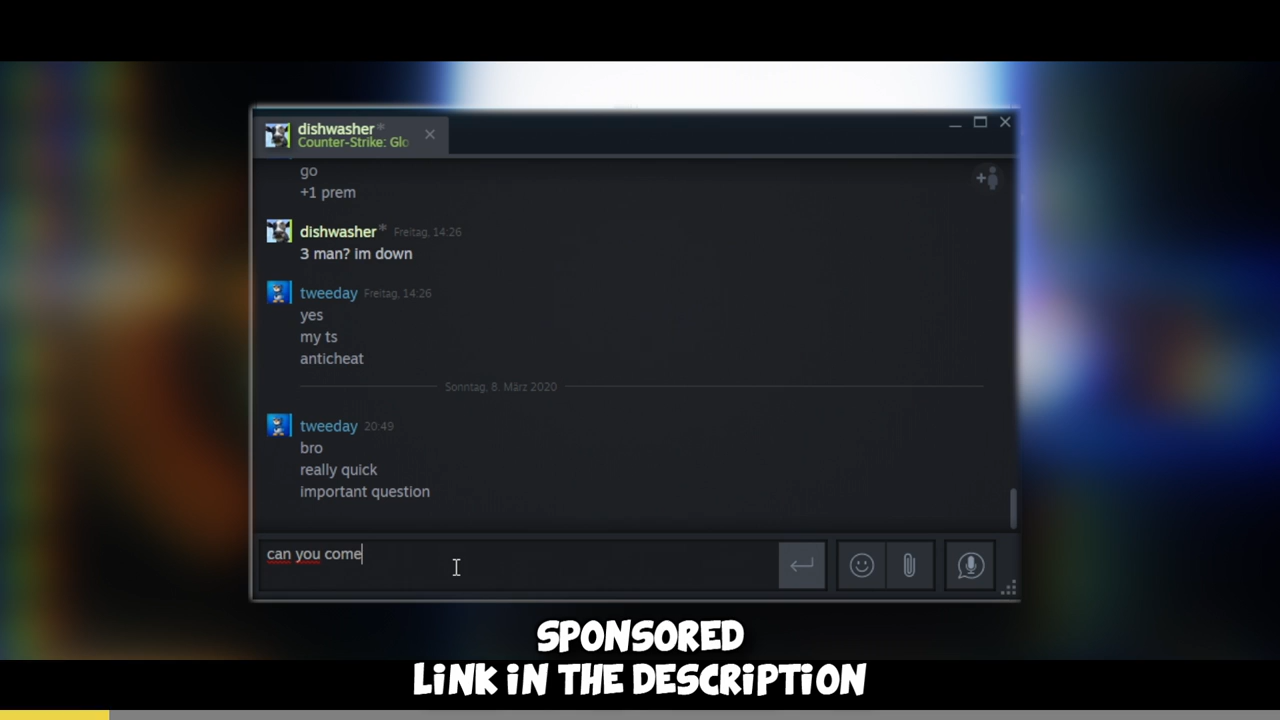 dishwasher*
Counter-Strike: Glo
go
+1 prem
dishwasher* Freitag, 14:26
3 man? im down
tweeday Freitag, 14:26
yes
my ts
anticheat
Sonntag, 8. März 2020
tweeday 20:49
bro
really quick
important question
can you come
SPONSORED
LINK IN THE DESCRIPTION